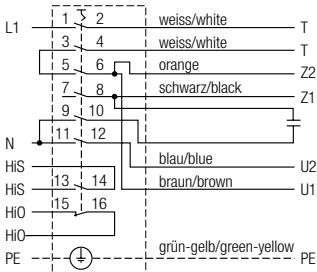 L1 1 2 weiss/white T
3 4 weiss/white T
5 6 orange Z2
7 8 schwarz/black Z1
9 10
N 11 12
HiS blau/blue U2
HiS 13 14 braun/brown U1
HiO 15 16
HiO
PE grün-gelb/green-yellow PE